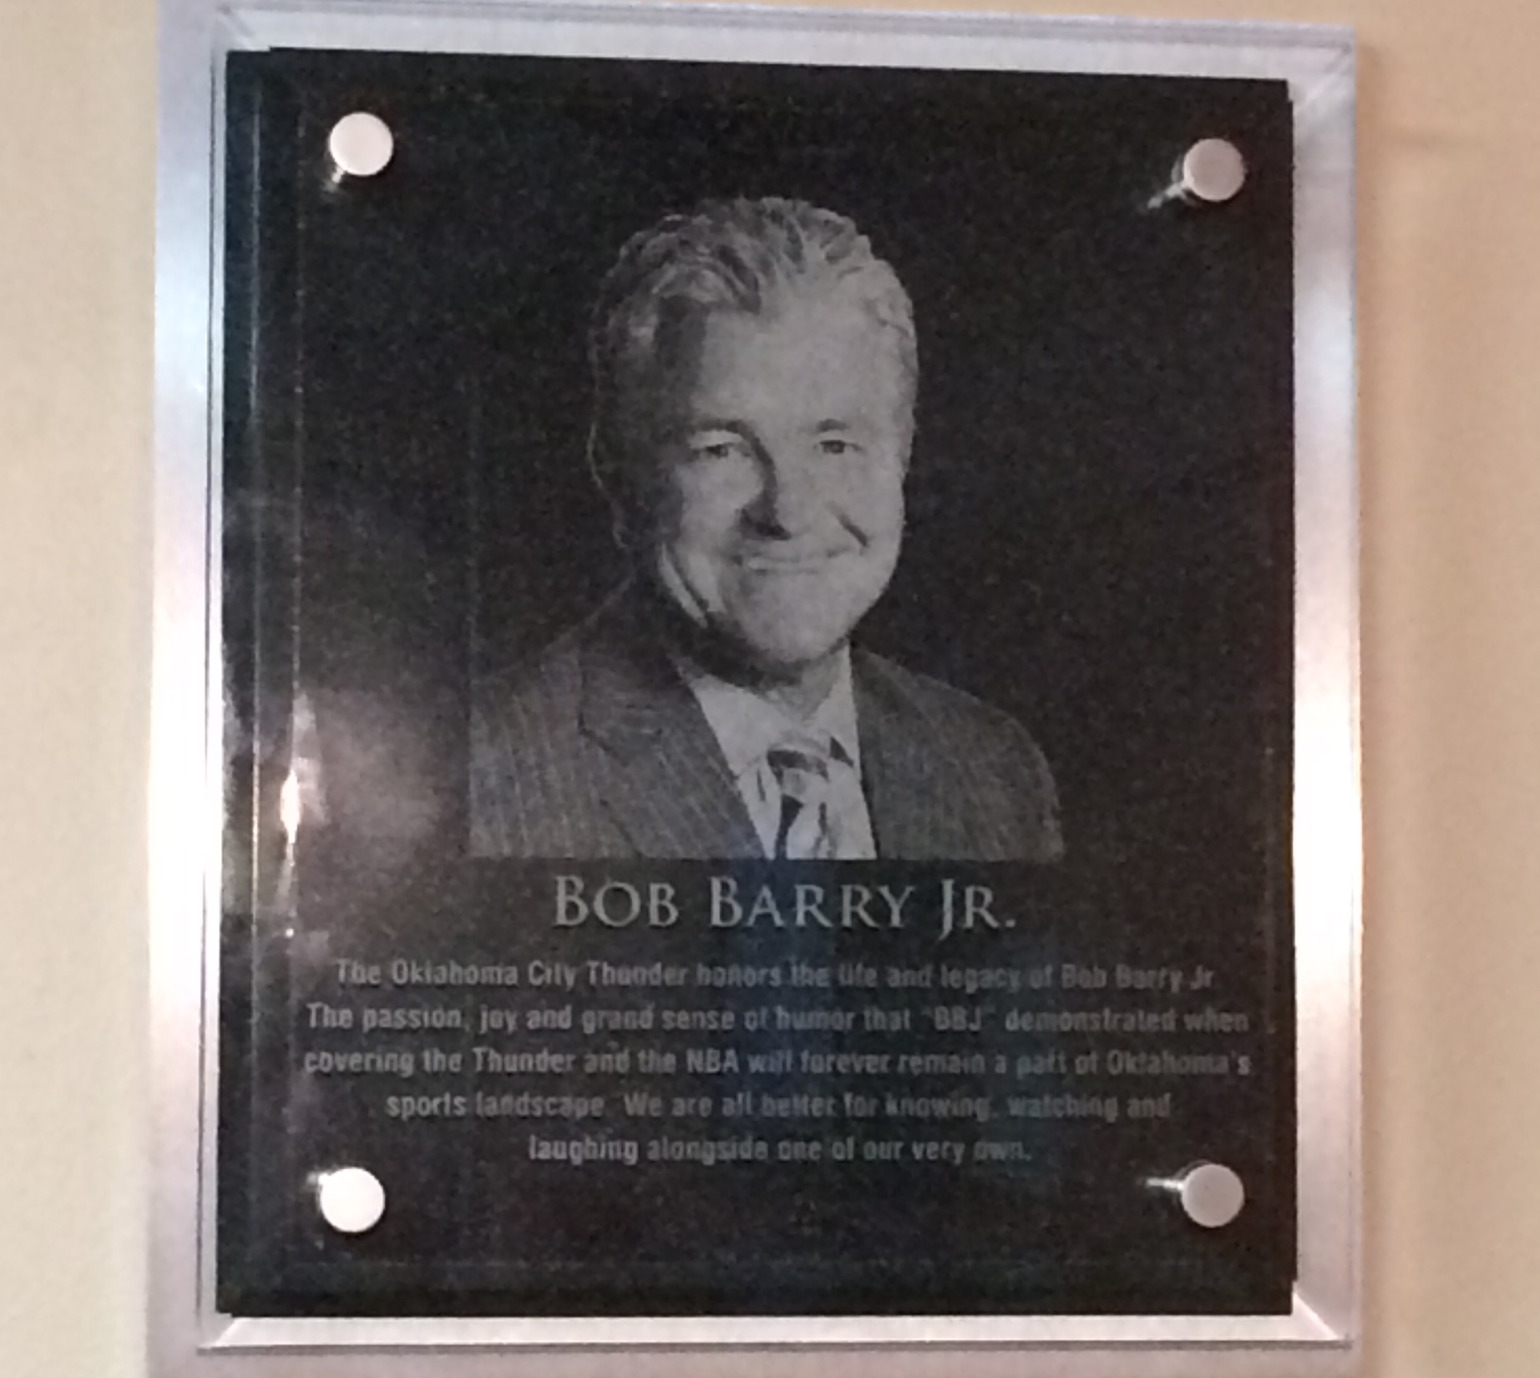 BOB BARRY JR.
The Oklahoma City Thunder honors the life and legacy of Bob Barry Jr.
The passion, joy and grand sense of humor that "BBJ" demonstrated when
covering the Thunder and the NBA will forever remain a part of Oklahoma's
sports landscape. We are all better for knowing, watching and
laughing alongside one of our very own.